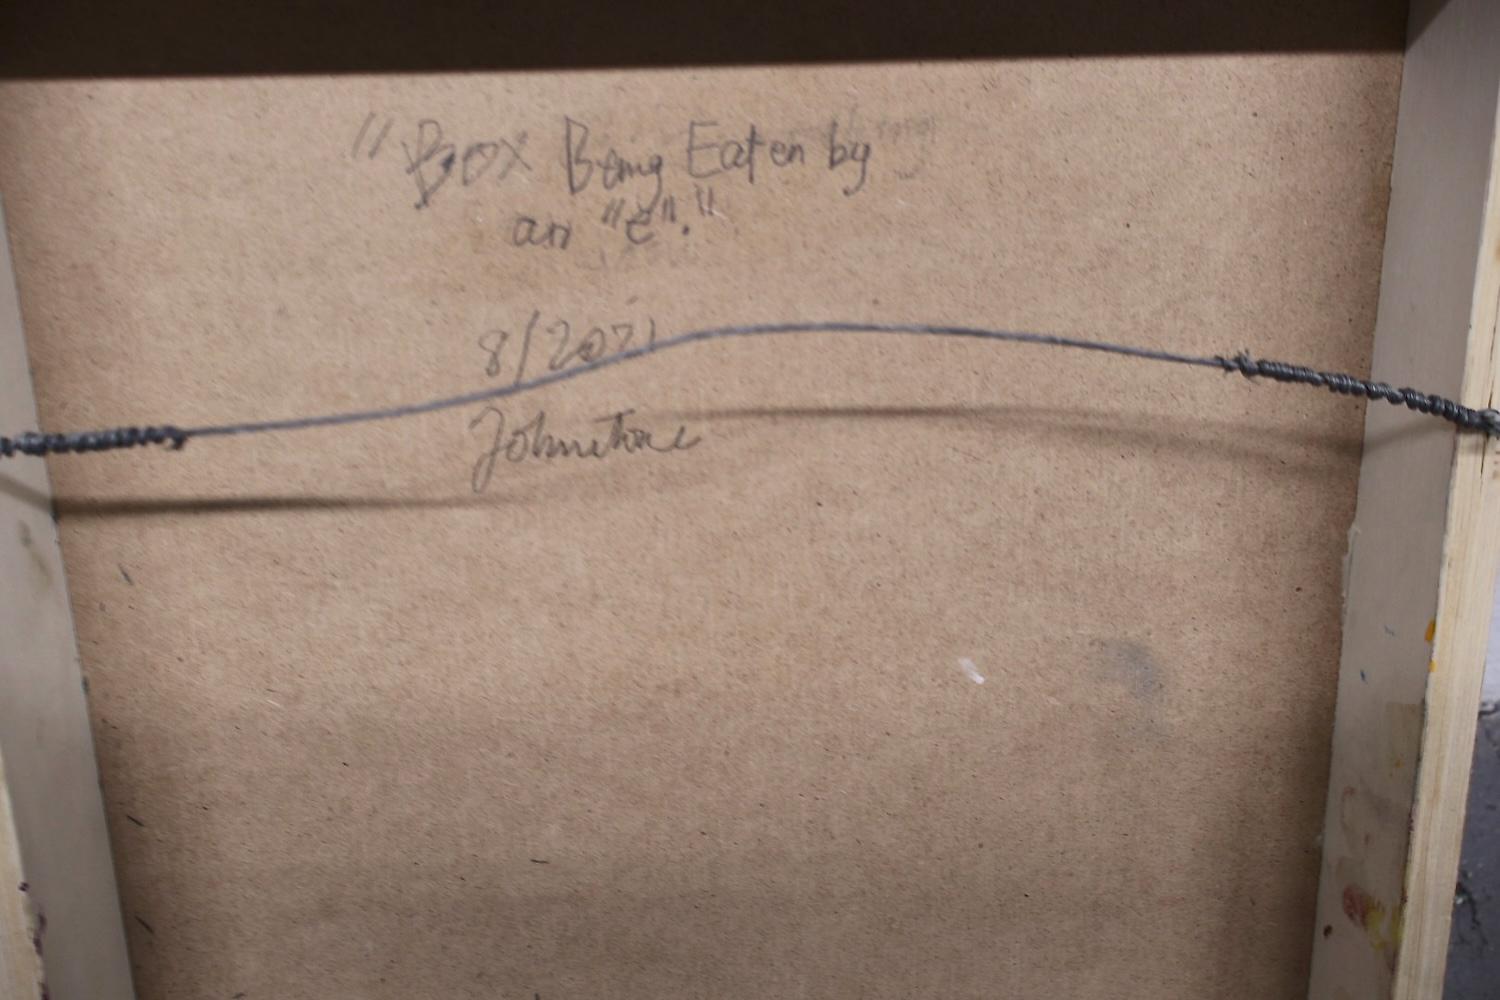 "Box Being Eaten by
an "e"."
8/2021
Johnstone